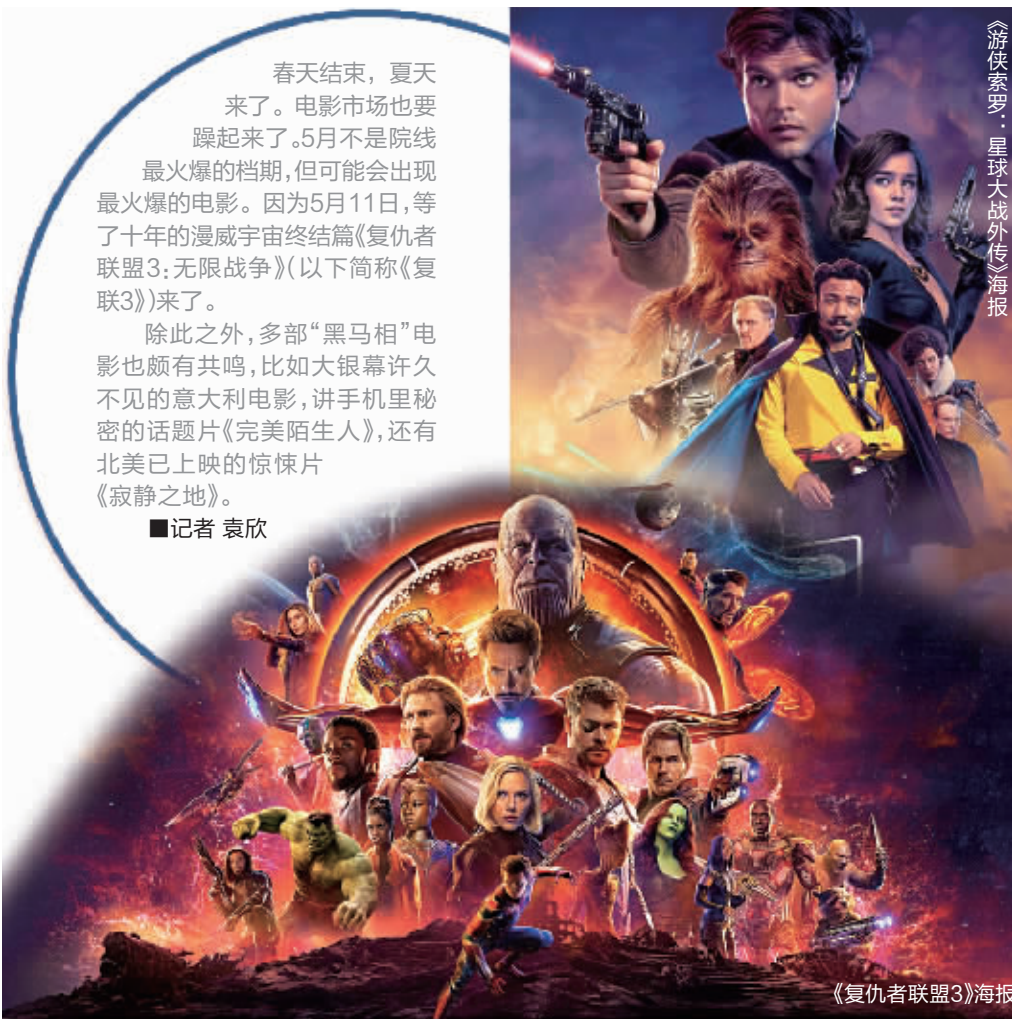 春天结束，夏天
来了。电影市场也要
躁起来了。5月不是院线
最火爆的档期，但可能会出现
最火爆的电影。因为5月11日，等
了十年的漫威宇宙终结篇《复仇者
联盟3：无限战争》（以下简称《复
联3》）来了。
除此之外，多部“黑马相”电
影也颇有共鸣，比如大银幕许久
不见的意大利电影，讲手机里秘
密的话题片《完美陌生人》，还有
北美已上映的惊悚片
《寂静之地》。
■记者 袁欣
《游侠索罗：星球大战外传》海报
《复仇者联盟3》海报